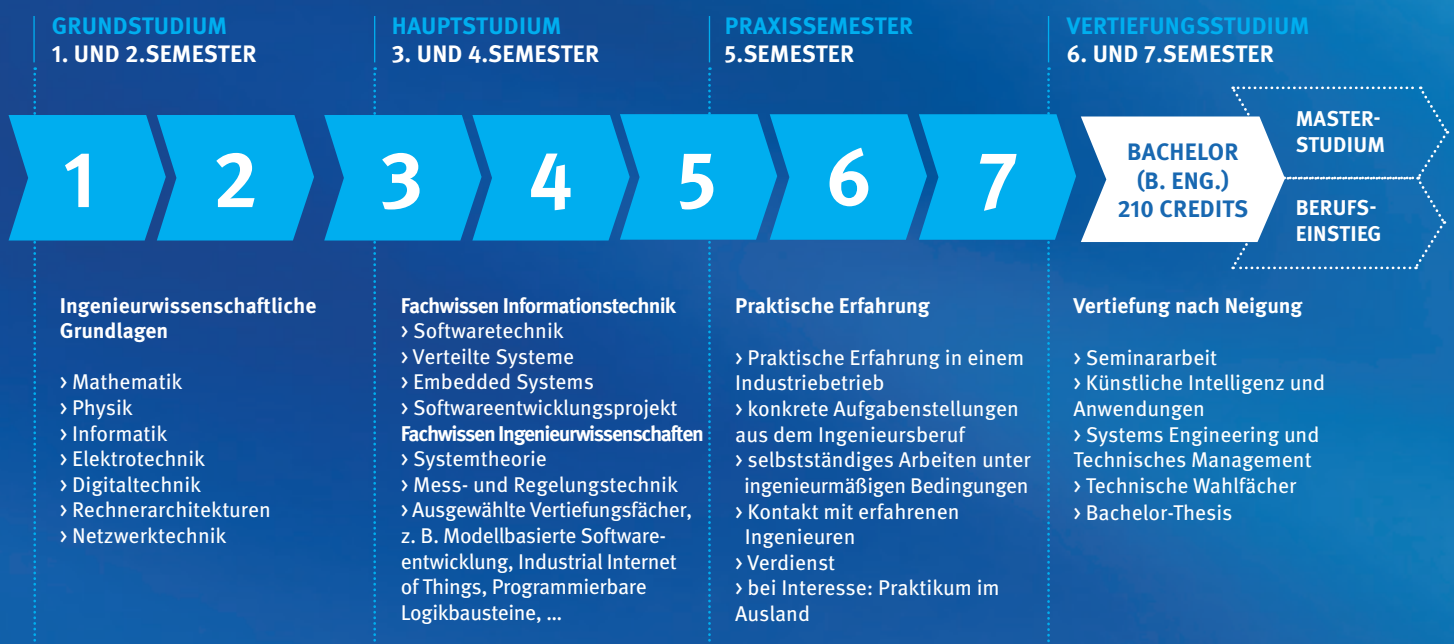 GRUNDSTUDIUM
1. UND 2.SEMESTER
HAUPTSTUDIUM
3. UND 4.SEMESTER
PRAXISSEMESTER
5.SEMESTER
VERTIEFUNGSSTUDIUM
6. UND 7.SEMESTER
1
2
3
4
5
6
7
BACHELOR
(B. ENG.)
210 CREDITS
MASTER-
STUDIUM
BERUFS-
EINSTIEG
Ingenieurwissenschaftliche
Grundlagen
› Mathematik
› Physik
› Informatik
› Elektrotechnik
› Digitaltechnik
› Rechnerarchitekturen
› Netzwerktechnik
Fachwissen Informationstechnik
› Softwaretechnik
› Verteilte Systeme
› Embedded Systems
› Softwareentwicklungsprojekt
Fachwissen Ingenieurwissenschaften
› Systemtheorie
› Mess- und Regelungstechnik
› Ausgewählte Vertiefungsfächer,
z. B. Modellbasierte Software-
entwicklung, Industrial Internet
of Things, Programmierbare
Logikbausteine, ...
Praktische Erfahrung
› Praktische Erfahrung in einem
Industriebetrieb
› konkrete Aufgabenstellungen
aus dem Ingenieursberuf
› selbstständiges Arbeiten unter
ingenieurmäßigen Bedingungen
› Kontakt mit erfahrenen
Ingenieuren
› Verdienst
› bei Interesse: Praktikum im
Ausland
Vertiefung nach Neigung
› Seminararbeit
› Künstliche Intelligenz und
Anwendungen
› Systems Engineering und
Technisches Management
› Technische Wahlfächer
› Bachelor-Thesis